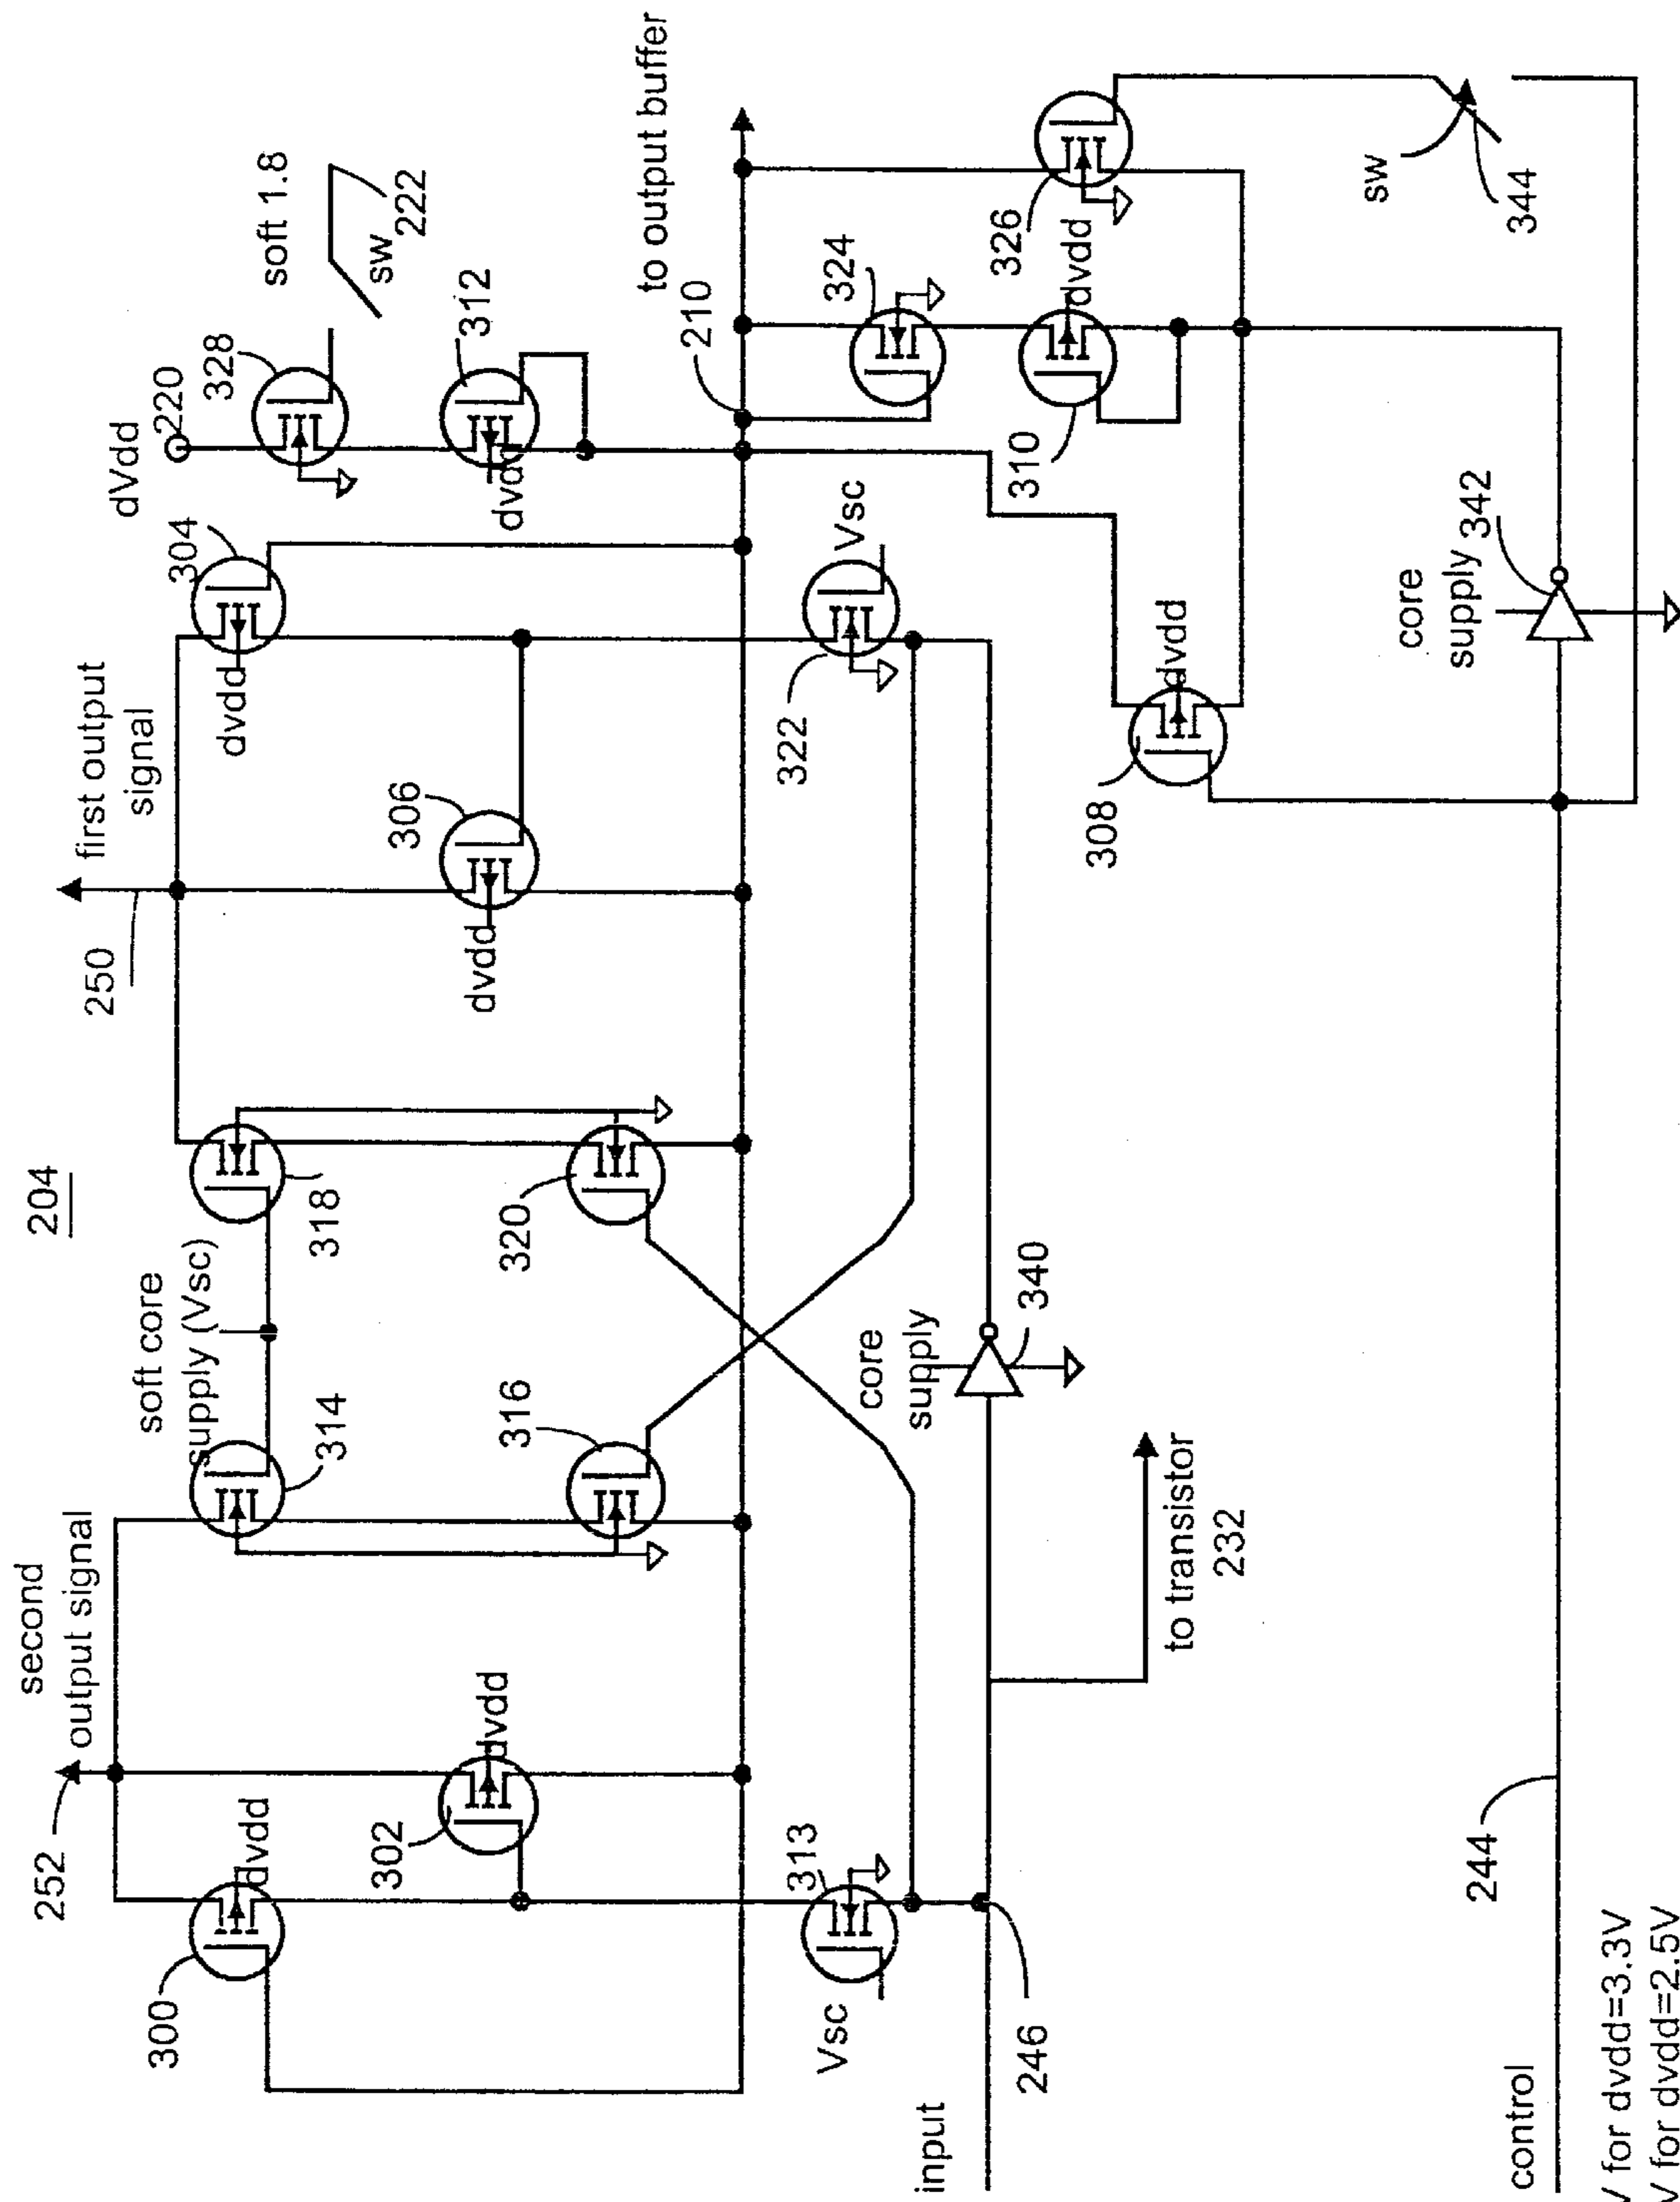 204
second
output signal
252
soft core
supply (Vsc)
first output
signal
250
dVdd
220
soft 1.8
sw
222
300
dvdd
302
dvdd
314
316
318
320
306
dvdd
304
dvdd
328
312
dvd
210
to output buffer
Vsc
313
322
Vsc
324
326
310
dvdd
308
dvdd
input
246
to transistor
232
core
supply
340
core
supply
342
sw
344
control
244
V for dvdd=3.3V
V for dvdd=2.5V